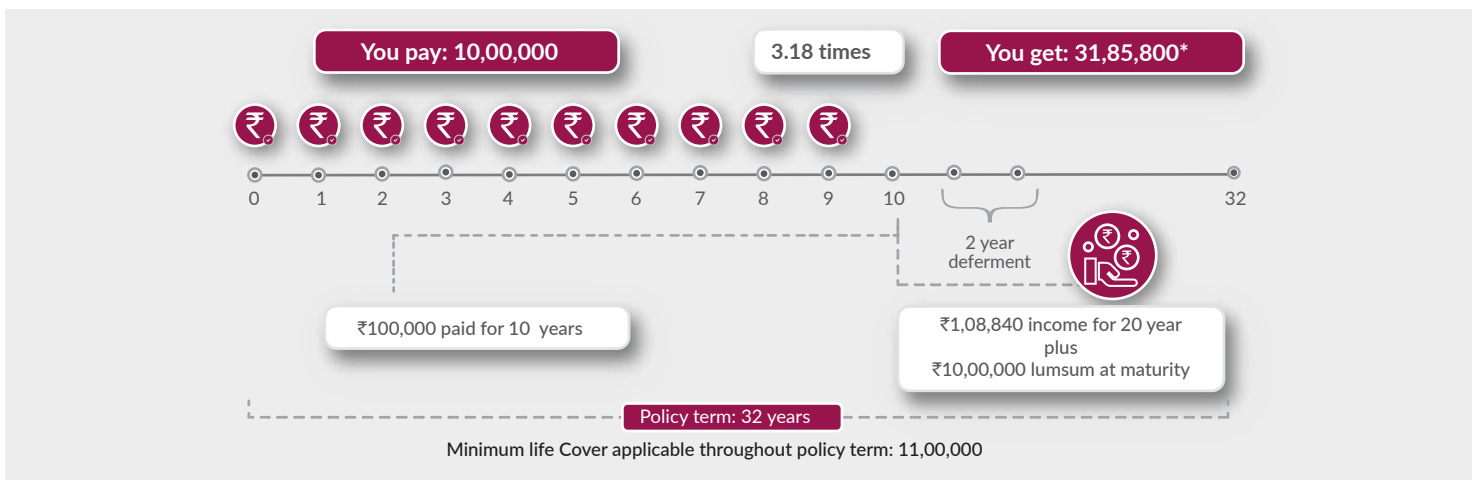 You pay: 10,00,000
3.18 times
You get: 31,85,800*
₹ ₹ ₹ ₹ ₹ ₹ ₹ ₹ ₹ ₹
0 1 2 3 4 5 6 7 8 9 10 32
2 year
deferment
₹ ₹
₹100,000 paid for 10 years
₹1,08,840 income for 20 year
plus
₹10,00,000 lumsum at maturity
Policy term: 32 years
Minimum life Cover applicable throughout policy term: 11,00,000